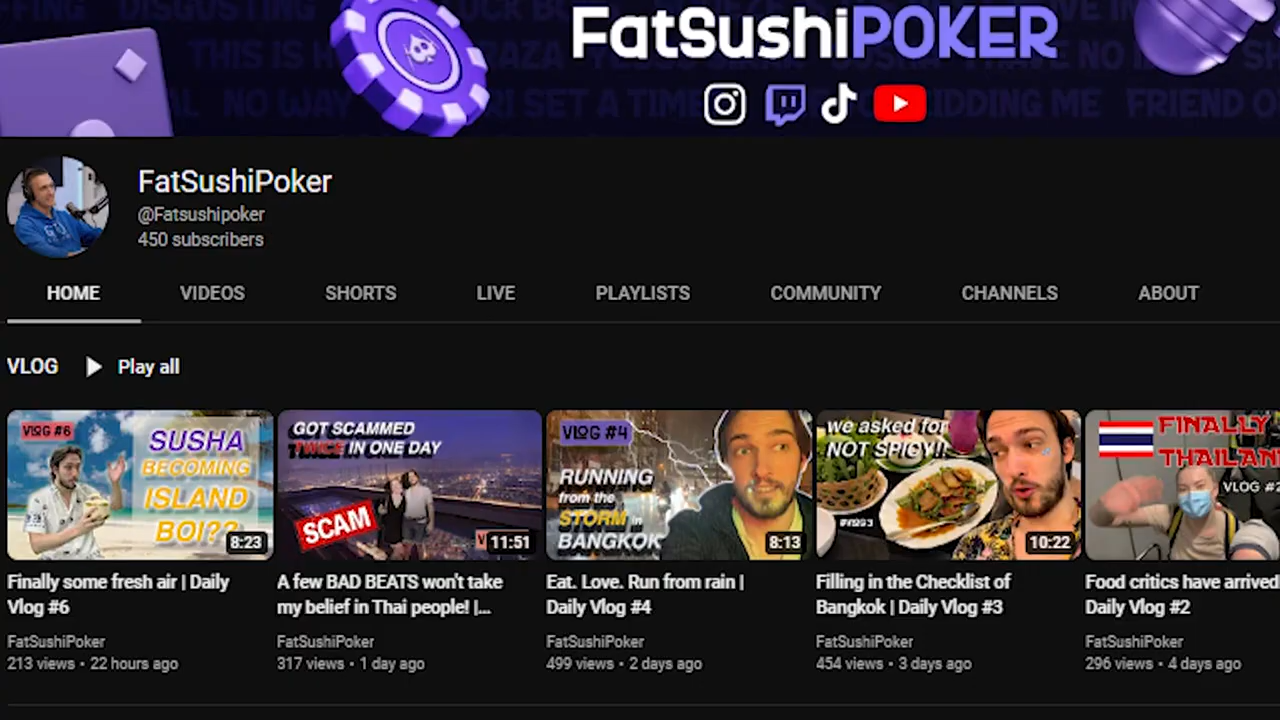 FatSushiPOKER
FatSushiPoker
@Fatsushipoker
450 subscribers
HOME
VIDEOS
SHORTS
LIVE
PLAYLISTS
COMMUNITY
CHANNELS
ABOUT
VLOG
Play all
VLOG #6
SUSHA
BECOMING
ISLAND
BOI??
8:23
Finally some fresh air | Daily
Vlog #6
FatSushiPoker
213 views • 22 hours ago
GOT SCAMMED
TWICE IN ONE DAY
SCAM
11:51
A few BAD BEATS won't take
my belief in Thai people! |...
FatSushiPoker
317 views • 1 day ago
VLOG #4
RUNNING
from the
STORM in
BANGKOK
8:13
Eat. Love. Run from rain |
Daily Vlog #4
FatSushiPoker
499 views • 2 days ago
we asked for
NOT SPICY!!
10:22
Filling in the Checklist of
Bangkok | Daily Vlog #3
FatSushiPoker
454 views • 3 days ago
FINALLY
THAILAN
VLOG #2
Food critics have arrived
Daily Vlog #2
FatSushiPoker
296 views • 4 days ago